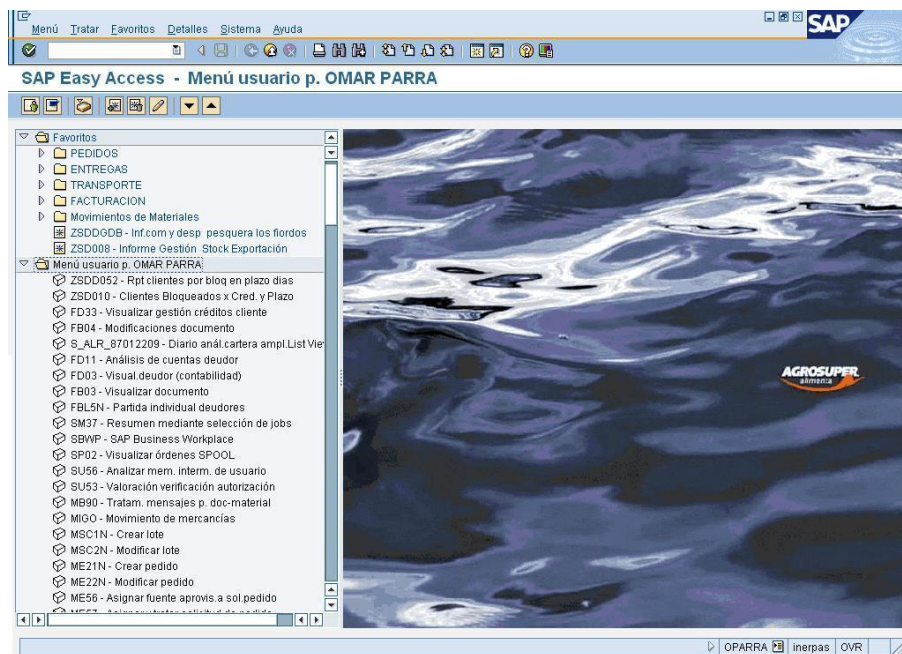 Menú Tratar Favoritos Detalles Sistema Ayuda
SAP
SAP Easy Access - Menú usuario p. OMAR PARRA
Favoritos
PEDIDOS
ENTREGAS
TRANSPORTE
FACTURACION
Movimientos de Materiales
ZSDDGDB - Inf.com y desp pesquera los fiordos
ZSD008 - Informe Gestión Stock Exportación
Menú usuario p. OMAR PARRA
ZSDD052 - Rpt clientes por bloq en plazo dias
ZSD010 - Clientes Bloqueados x Cred. y Plazo
FD33 - Visualizar gestión créditos cliente
FB04 - Modificaciones documento
S_ALR_87012209 - Diario anál.cartera ampl.List Vie
FD11 - Análisis de cuentas deudor
FD03 - Visual.deudor (contabilidad)
FB03 - Visualizar documento
FBL5N - Partida individual deudores
SM37 - Resumen mediante selección de jobs
SBWP - SAP Business Workplace
SP02 - Visualizar órdenes SPOOL
SU56 - Analizar mem. interm. de usuario
SU53 - Valoración verificación autorización
MB90 - Tratam. mensajes p. doc-material
MIGO - Movimiento de mercancías
MSC1N - Crear lote
MSC2N - Modificar lote
ME21N - Crear pedido
ME22N - Modificar pedido
ME56 - Asignar fuente aprovis.a sol.pedido
AGROSUPER
alimenta
OPARRA inerpas OVR